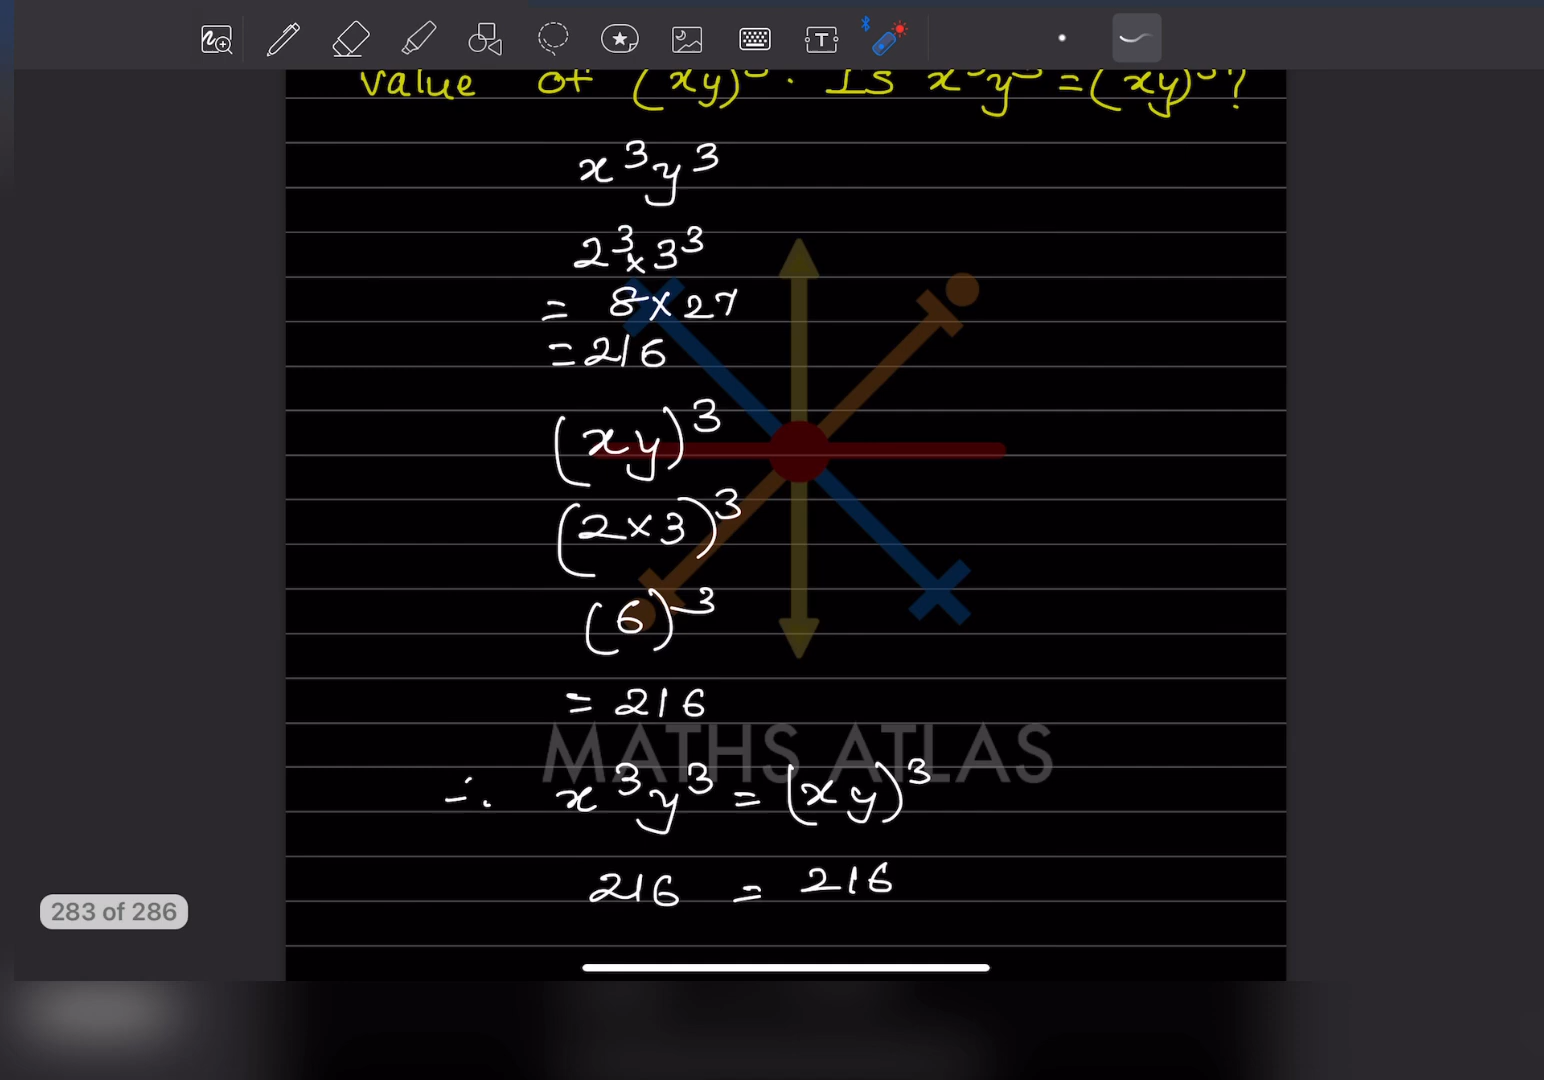 value of (xy)³. Is x³y³ = (xy)³?
x³y³
2³ × 3³
= 8 × 27
= 216
(xy)³
(2 × 3)³
(6)³
= 216
MATHS ATLAS
∴ x³y³ = (xy)³
216 = 216
283 of 286